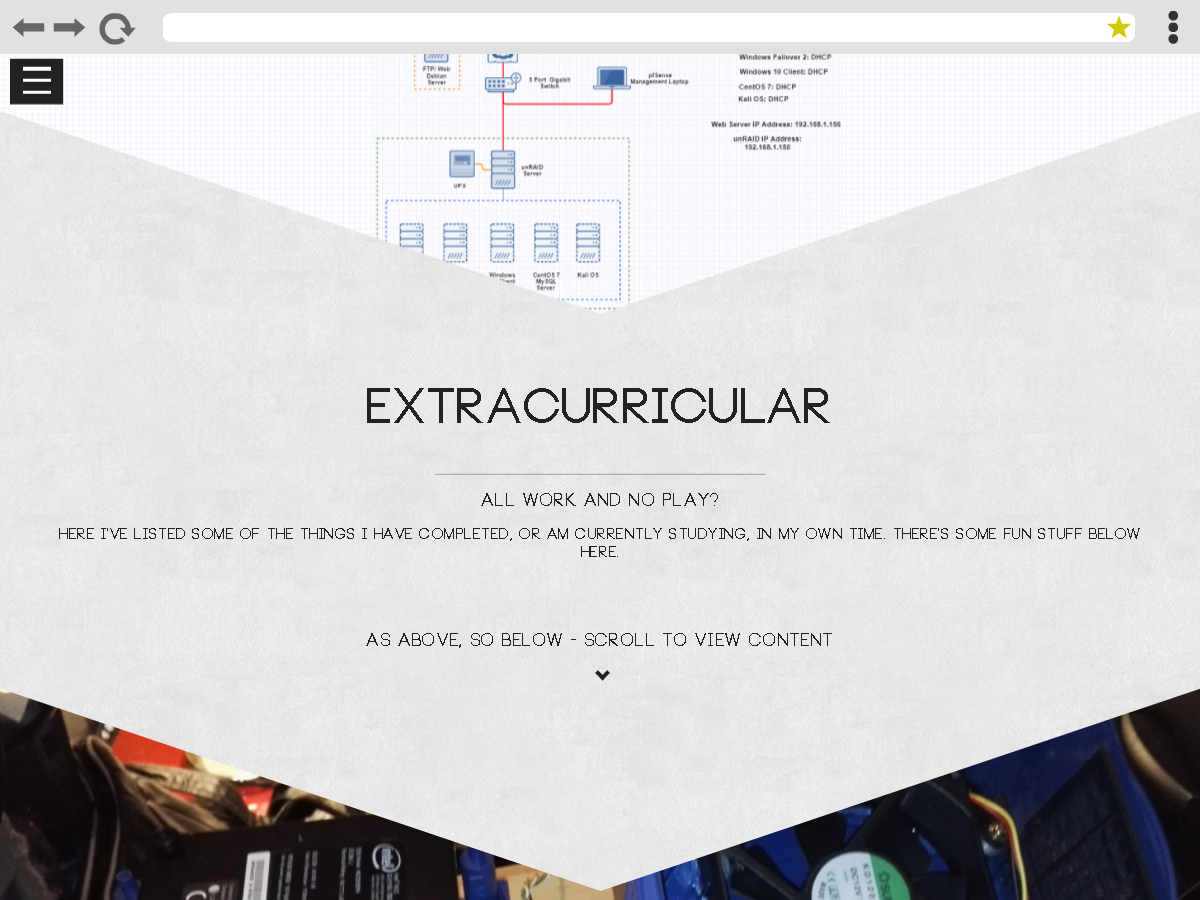 FTP/ Web
Debian
Server
5 Port Gigabit
Switch
pfSense
Management Laptop
Windows Failover 2: DHCP
Windows 10 Client: DHCP
CentOS 7: DHCP
Kali OS: DHCP
Web Server IP Address: 192.168.1.156
unRAID IP Address:
192.168.1.150
UPS
unRAID
Server
Windows
CentOS 7
MySQL
Server
Kali OS
EXTRACURRICULAR
ALL WORK AND NO PLAY?
HERE I'VE LISTED SOME OF THE THINGS I HAVE COMPLETED, OR AM CURRENTLY STUDYING, IN MY OWN TIME. THERE'S SOME FUN STUFF BELOW
HERE.
AS ABOVE, SO BELOW - SCROLL TO VIEW CONTENT
intel
DC12V